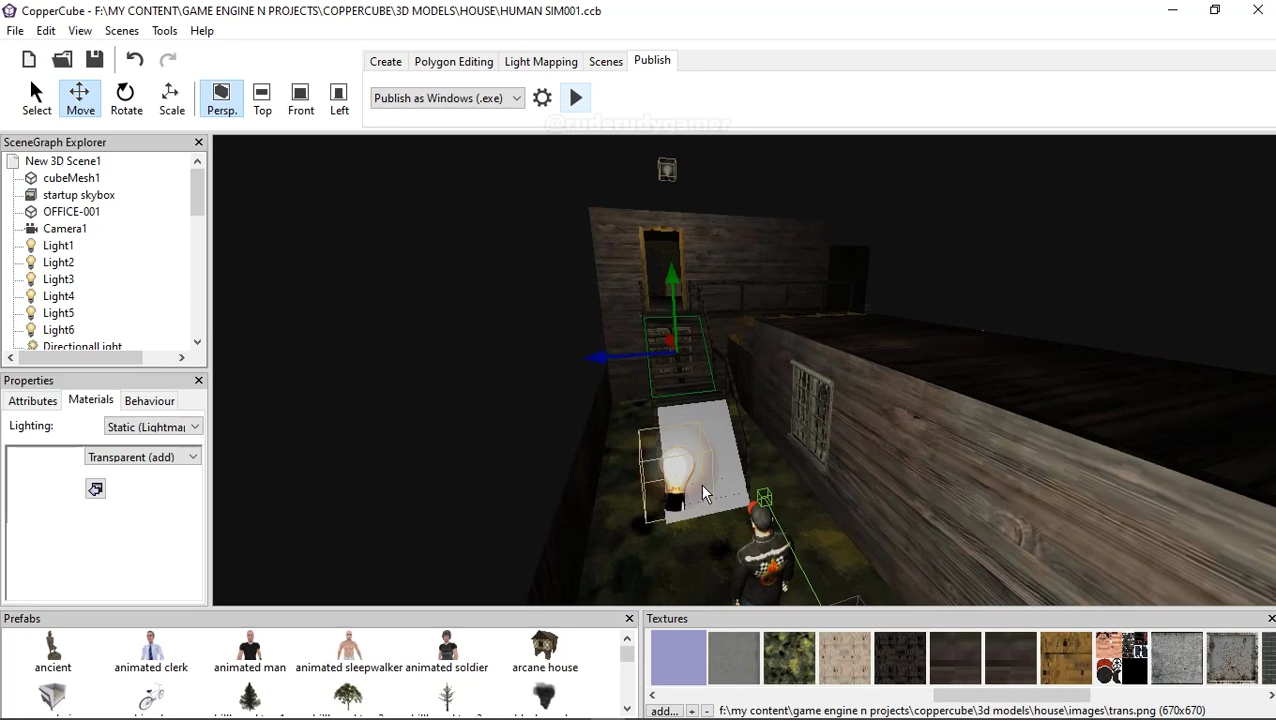 CopperCube - F:\MY CONTENT\GAME ENGINE N PROJECTS\COPPERCUBE\3D MODELS\HOUSE\HUMAN SIM001.ccb
File Edit View Scenes Tools Help
Create Polygon Editing Light Mapping Scenes Publish
Select Move Rotate Scale Persp. Top Front Left
Publish as Windows (.exe)
@ruderudygamer
SceneGraph Explorer
New 3D Scene1
cubeMesh1
startup skybox
OFFICE-001
Camera1
Light1
Light2
Light3
Light4
Light5
Light6
DirectionalLight
Properties
Attributes Materials Behaviour
Lighting: Static (Lightma
Transparent (add)
Prefabs
ancient animated clerk animated man animated sleepwalker animated soldier arcane house
Textures
add... + - f:\my content\game engine n projects\coppercube\3d models\house\images\trans.png (670x670)